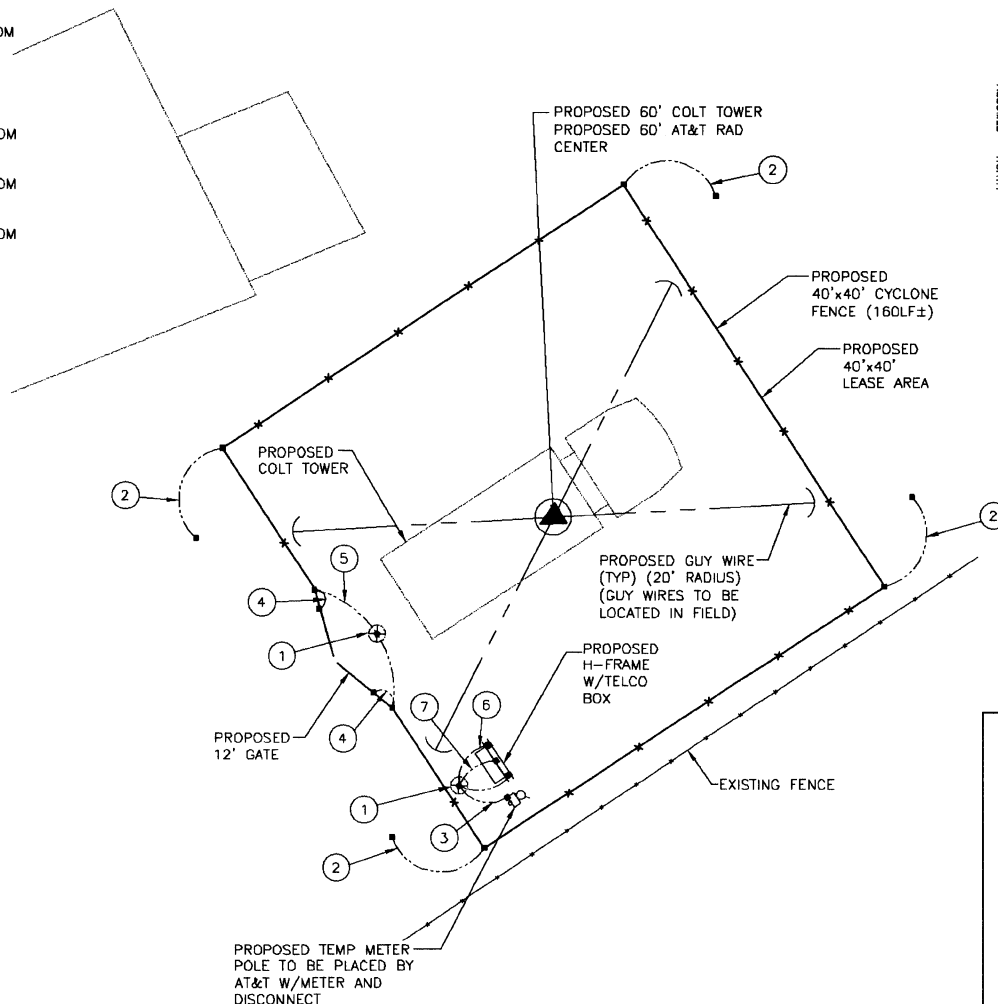 OM
OM
OM
OM
PROPOSED 60' COLT TOWER
PROPOSED 60' AT&T RAD
CENTER
2
PROPOSED
40'x40' CYCLONE
FENCE (160LF±)
PROPOSED
40'x40'
LEASE AREA
PROPOSED
COLT TOWER
2
2
5
4
1
PROPOSED GUY WIRE
(TYP) (20' RADIUS)
(GUY WIRES TO BE
LOCATED IN FIELD)
PROPOSED
H-FRAME
W/TELCO
BOX
7
6
4
PROPOSED
12' GATE
EXISTING FENCE
1
3
2
PROPOSED TEMP METER
POLE TO BE PLACED BY
AT&T W/METER AND
DISCONNECT